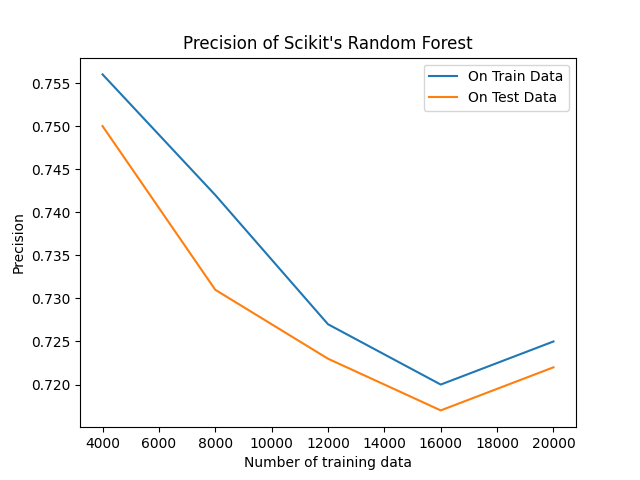 Precision of Scikit's Random Forest
On Train Data
On Test Data
Precision
0.755
0.750
0.745
0.740
0.735
0.730
0.725
0.720
4000 6000 8000 10000 12000 14000 16000 18000 20000
Number of training data